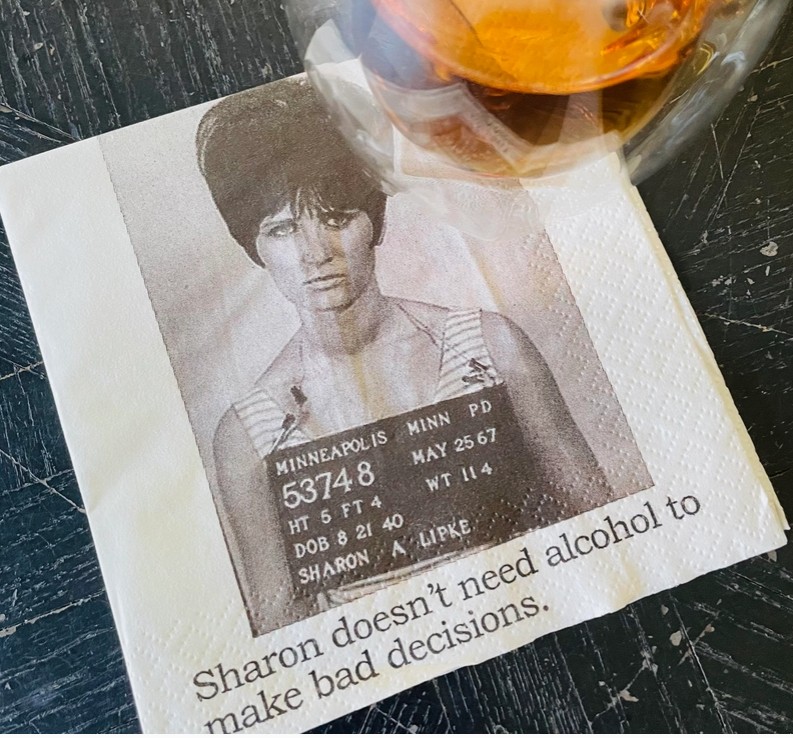 MINNEAPOLIS MINN PD
53748 MAY 25 67
HT 5 FT 4 WT 114
DOB 8 21 40
SHARON A LIPKE
Sharon doesn't need alcohol to
make bad decisions.